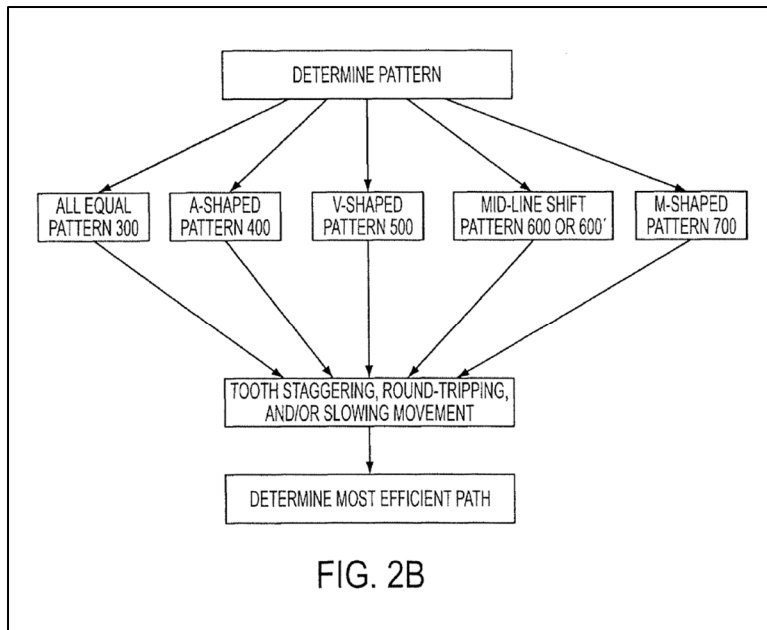 DETERMINE PATTERN
ALL EQUAL
PATTERN 300
A-SHAPED
PATTERN 400
V-SHAPED
PATTERN 500
MID-LINE SHIFT
PATTERN 600 OR 600´
M-SHAPED
PATTERN 700
TOOTH STAGGERING, ROUND-TRIPPING,
AND/OR SLOWING MOVEMENT
DETERMINE MOST EFFICIENT PATH
FIG. 2B